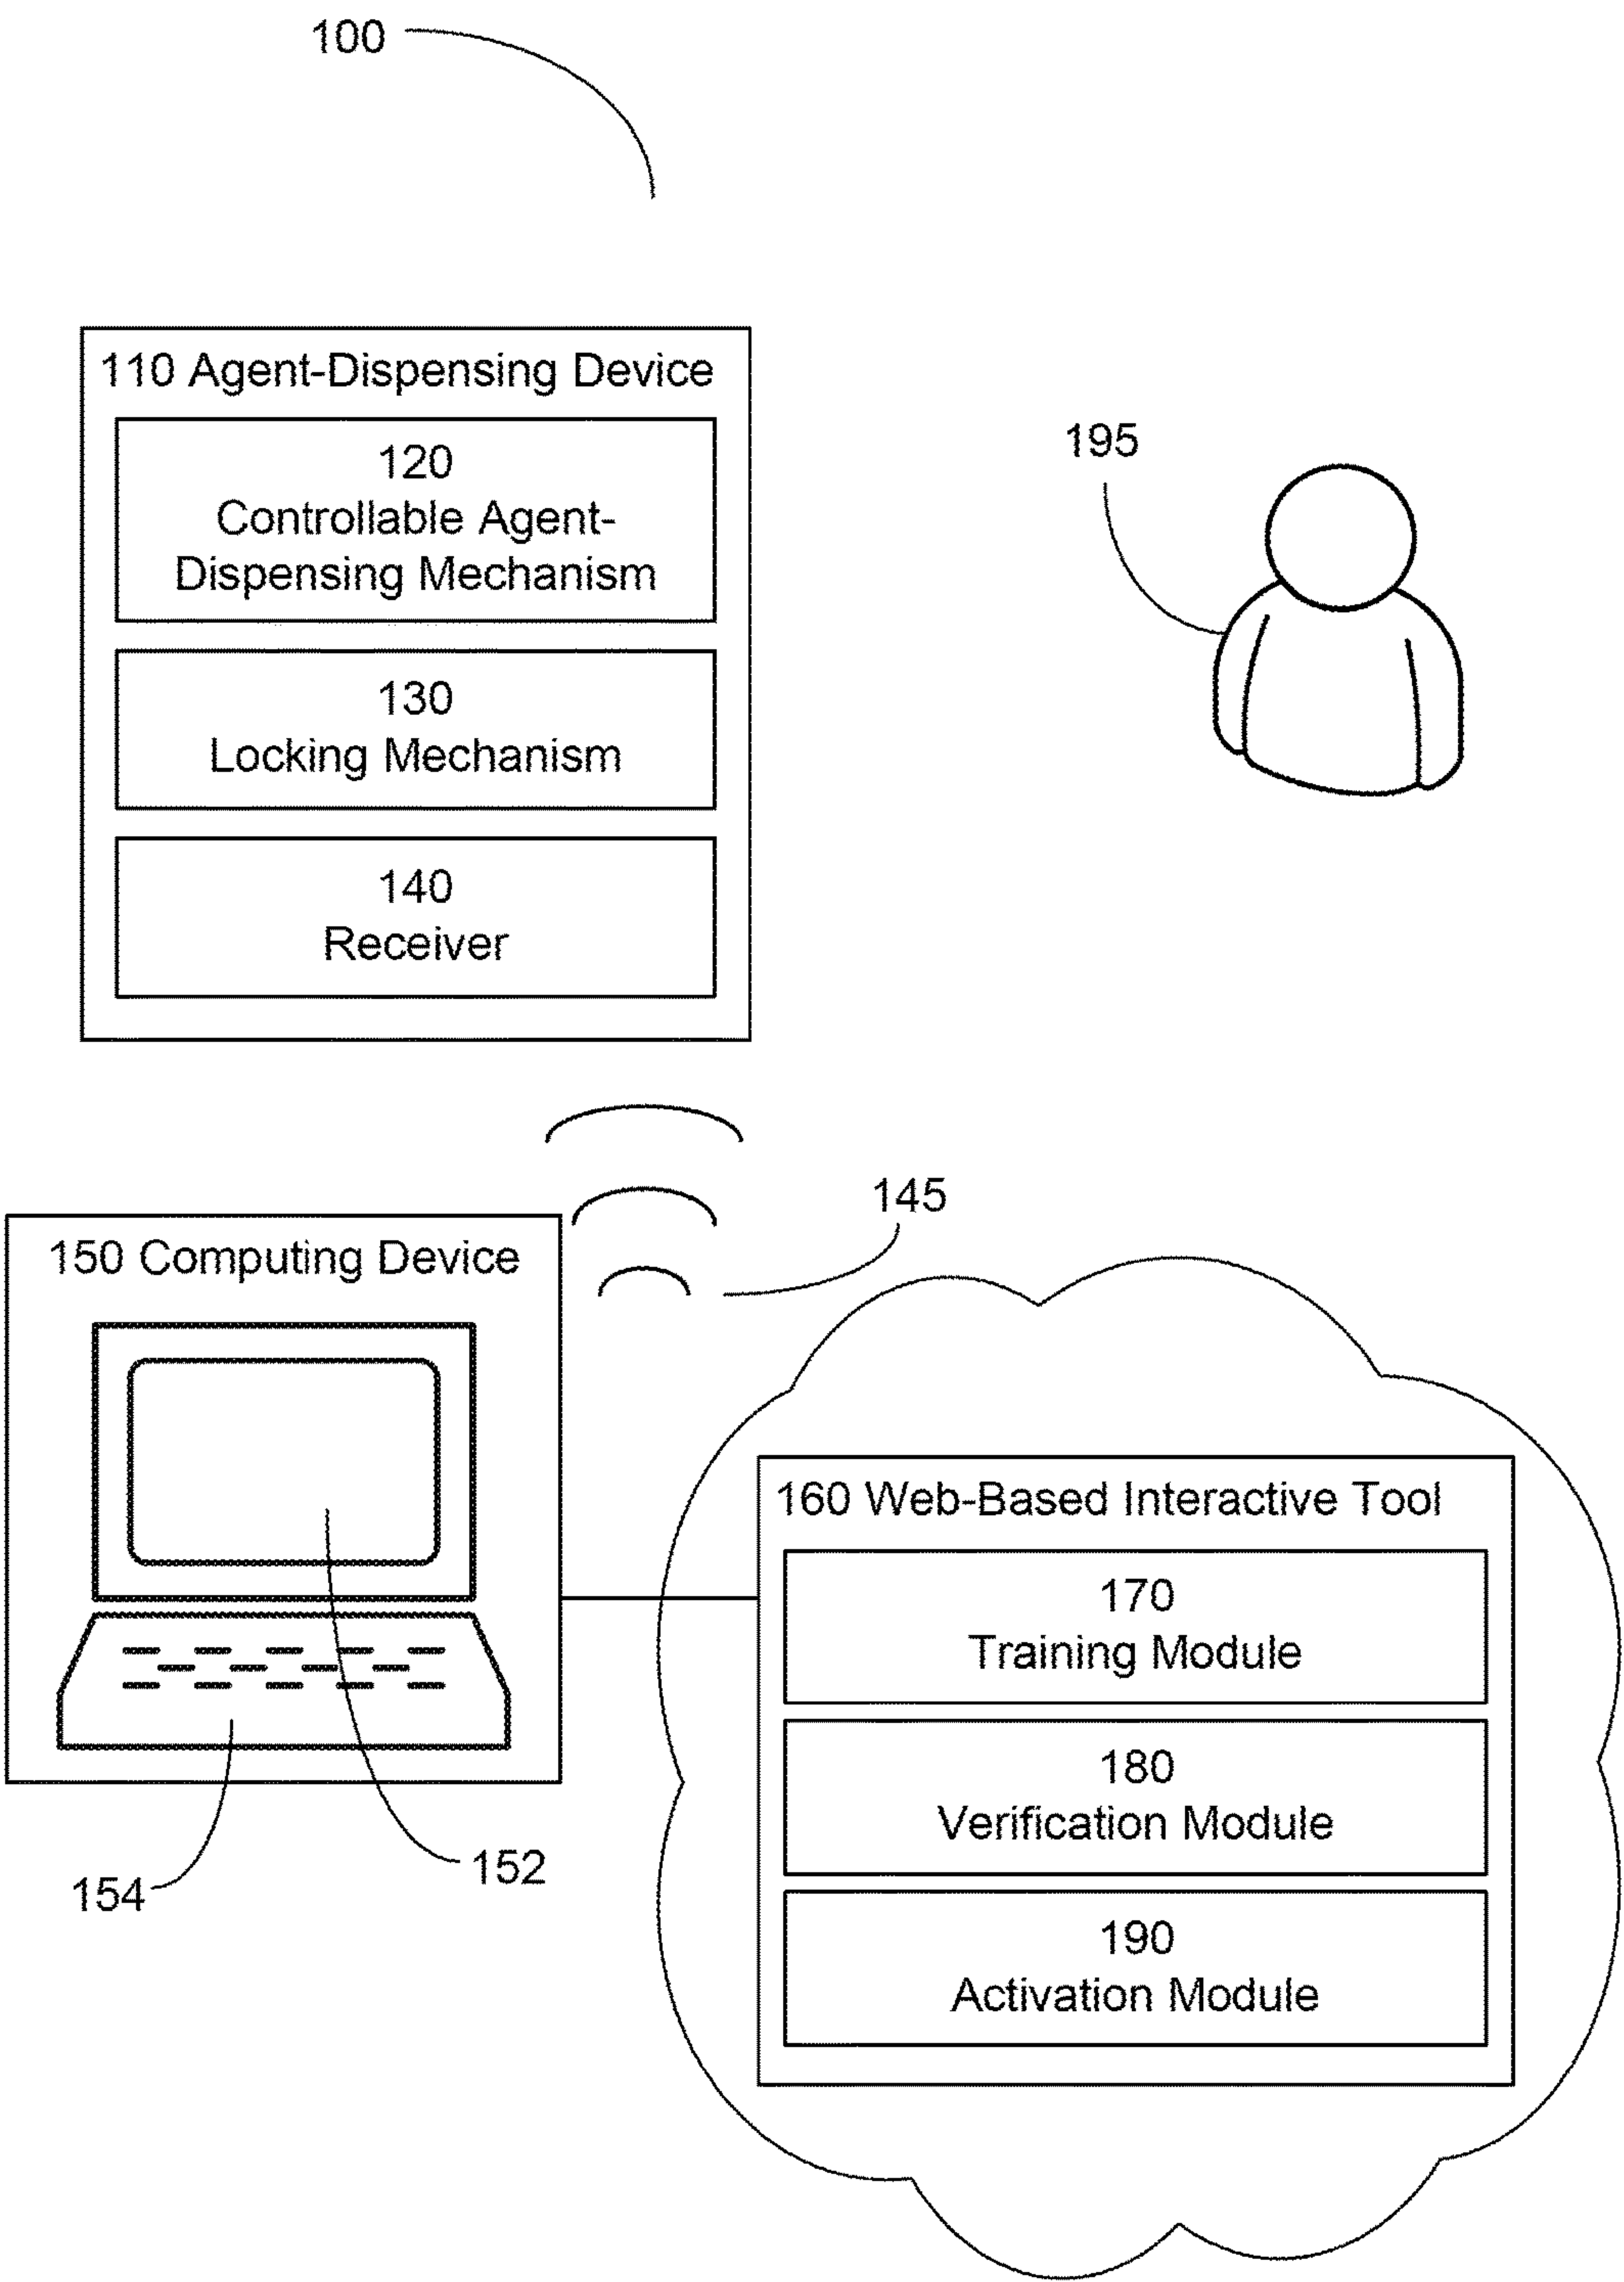 100
110 Agent-Dispensing Device
120
Controllable Agent-
Dispensing Mechanism
195
130
Locking Mechanism
140
Receiver
145
150 Computing Device
160 Web-Based Interactive Tool
170
Training Module
180
Verification Module
152
154
190
Activation Module